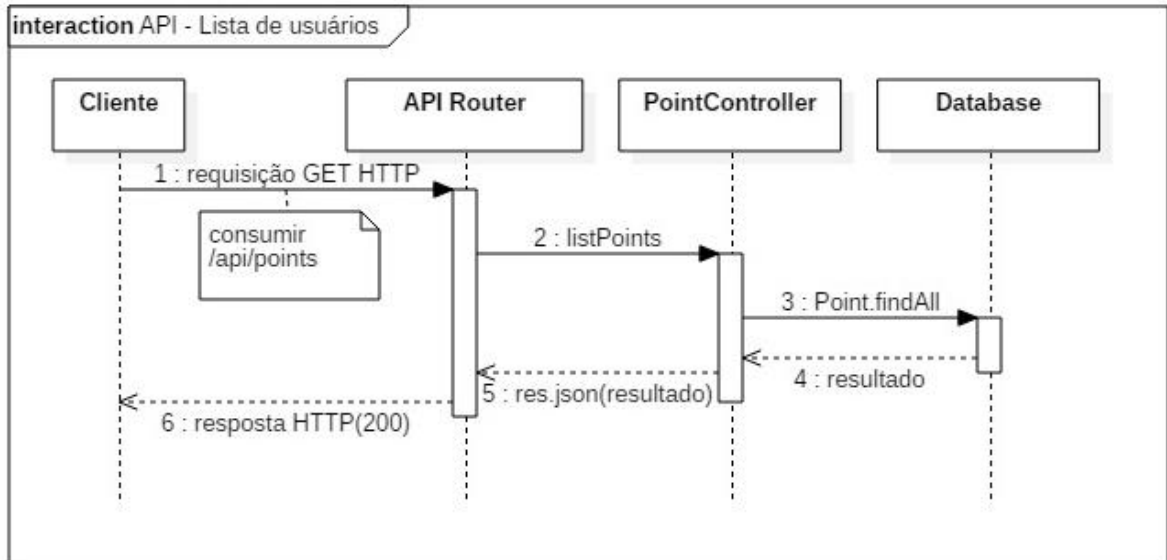 interaction API - Lista de usuários
Cliente
API Router
PointController
Database
1 : requisição GET HTTP
consumir
/api/points
2 : listPoints
3 : Point.findAll
4 : resultado
5 : res.json(resultado)
6 : resposta HTTP(200)